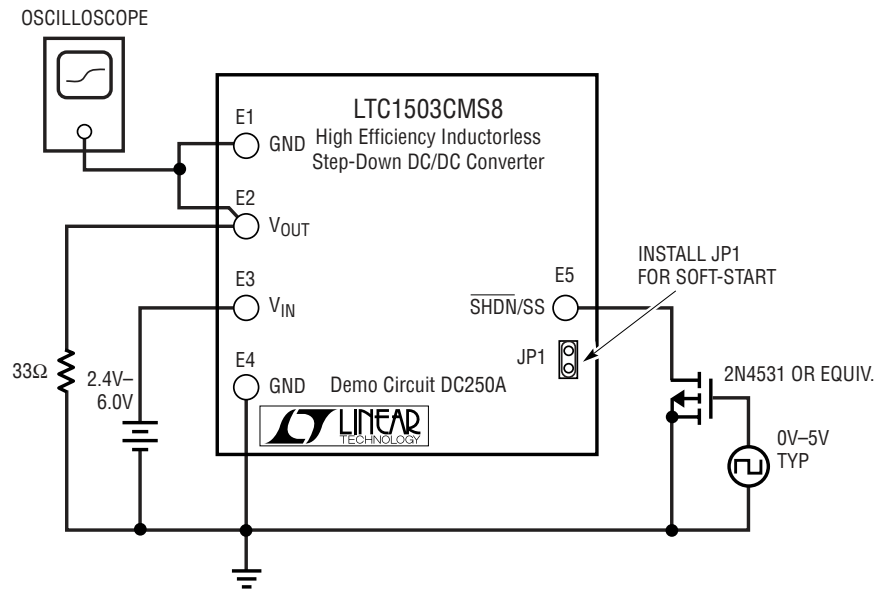 OSCILLOSCOPE
LTC1503CMS8
High Efficiency Inductorless
Step-Down DC/DC Converter
E1
GND
E2
VOUT
E3
VIN
E4
GND
Demo Circuit DC250A
LINEAR
TECHNOLOGY
E5
SHDN/SS
JP1
INSTALL JP1
FOR SOFT-START
33Ω
2.4V–
6.0V
2N4531 OR EQUIV.
0V–5V
TYP